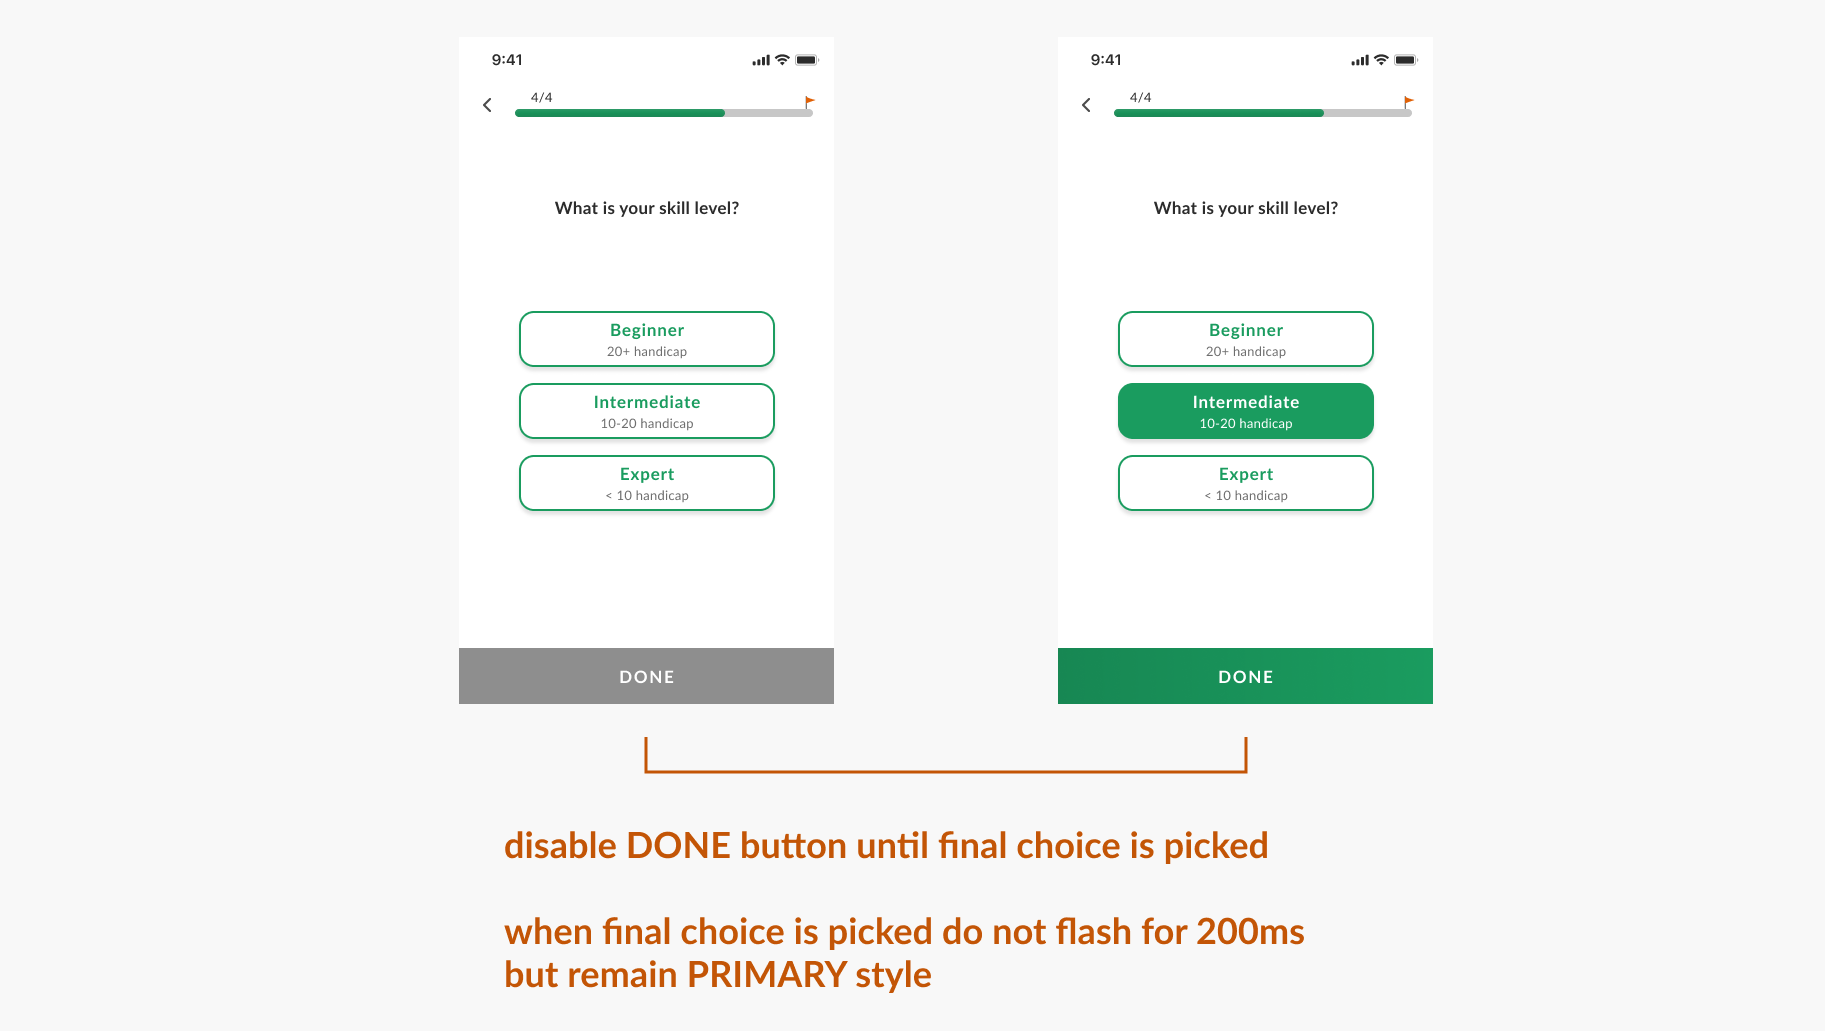 9:41
4/4
What is your skill level?
Beginner
20+ handicap
Intermediate
10-20 handicap
Expert
< 10 handicap
DONE
9:41
4/4
What is your skill level?
Beginner
20+ handicap
Intermediate
10-20 handicap
Expert
< 10 handicap
DONE
disable DONE button until final choice is picked
when final choice is picked do not flash for 200ms
but remain PRIMARY style